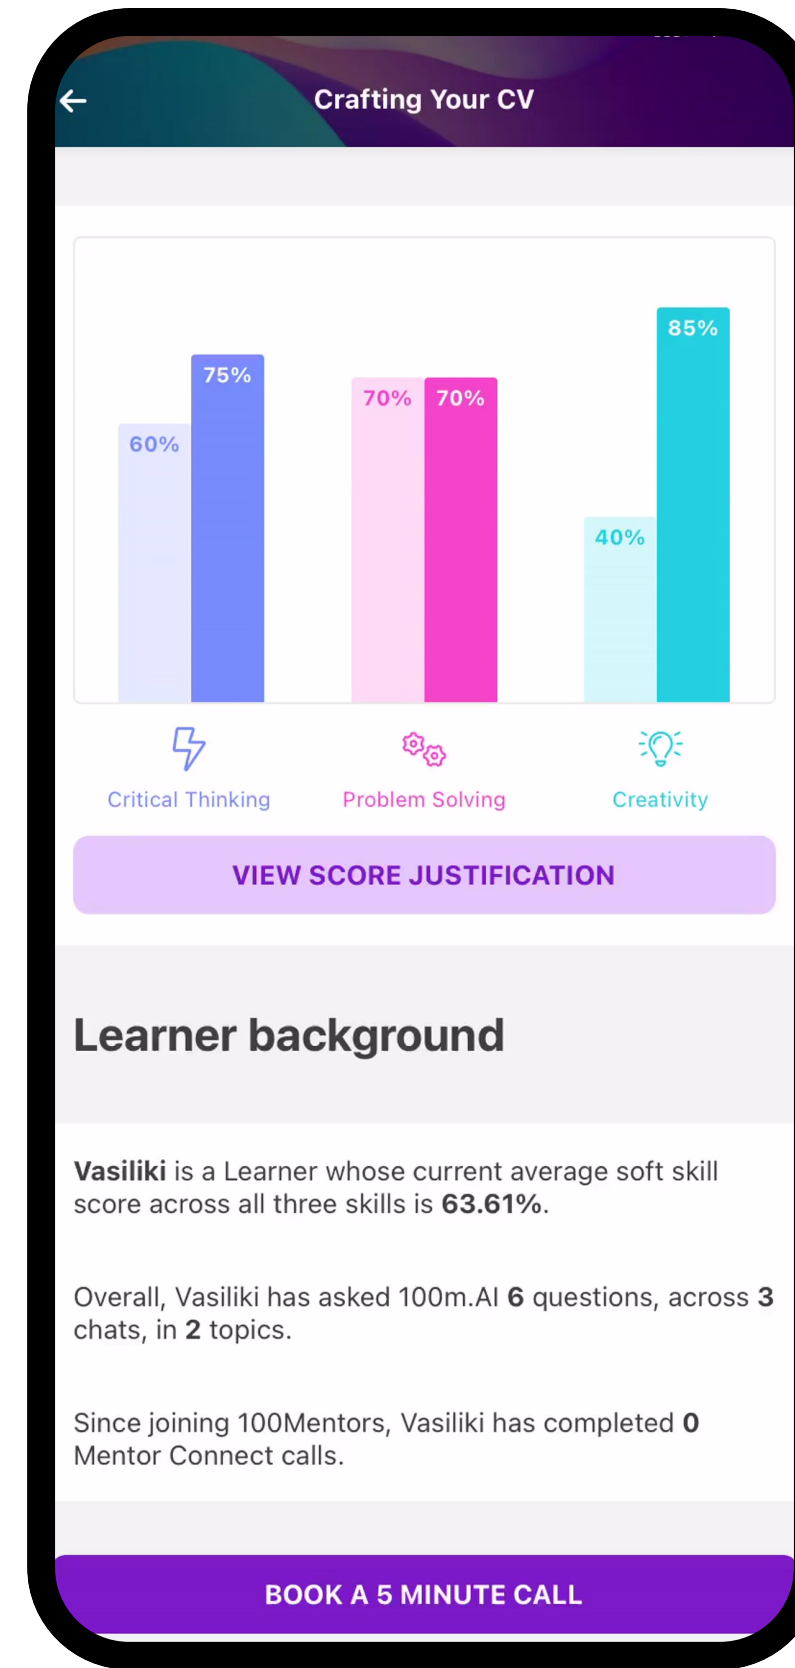 Crafting Your CV
60%
75%
70%
70%
40%
85%
Critical Thinking
Problem Solving
Creativity
VIEW SCORE JUSTIFICATION
Learner background
Vasiliki is a Learner whose current average soft skill
score across all three skills is 63.61%.
Overall, Vasiliki has asked 100m.AI 6 questions, across 3
chats, in 2 topics.
Since joining 100Mentors, Vasiliki has completed 0
Mentor Connect calls.
BOOK A 5 MINUTE CALL